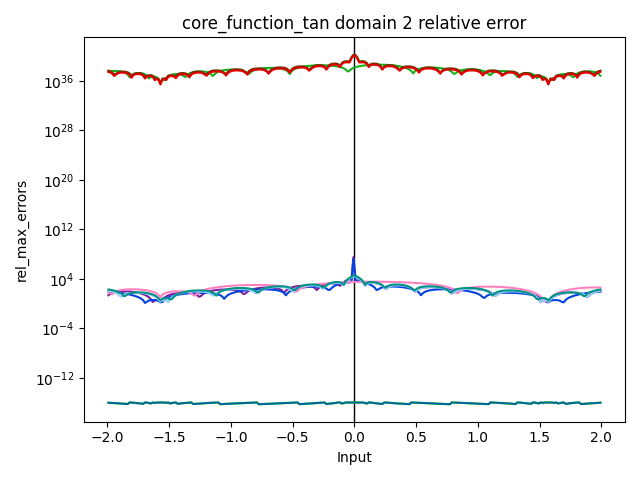 core_function_tan domain 2 relative error
rel_max_errors
10^36
10^28
10^20
10^12
10^4
10^−4
10^−12
−2.0 −1.5 −1.0 −0.5 0.0 0.5 1.0 1.5 2.0
Input